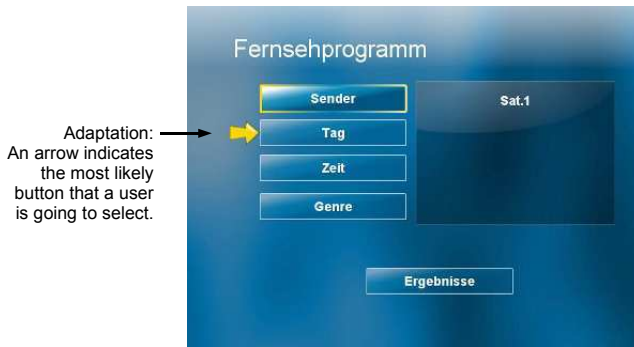 Fernsehprogramm
Sender
Sat.1
Adaptation:
An arrow indicates
the most likely
button that a user
is going to select.
Tag
Zeit
Genre
Ergebnisse